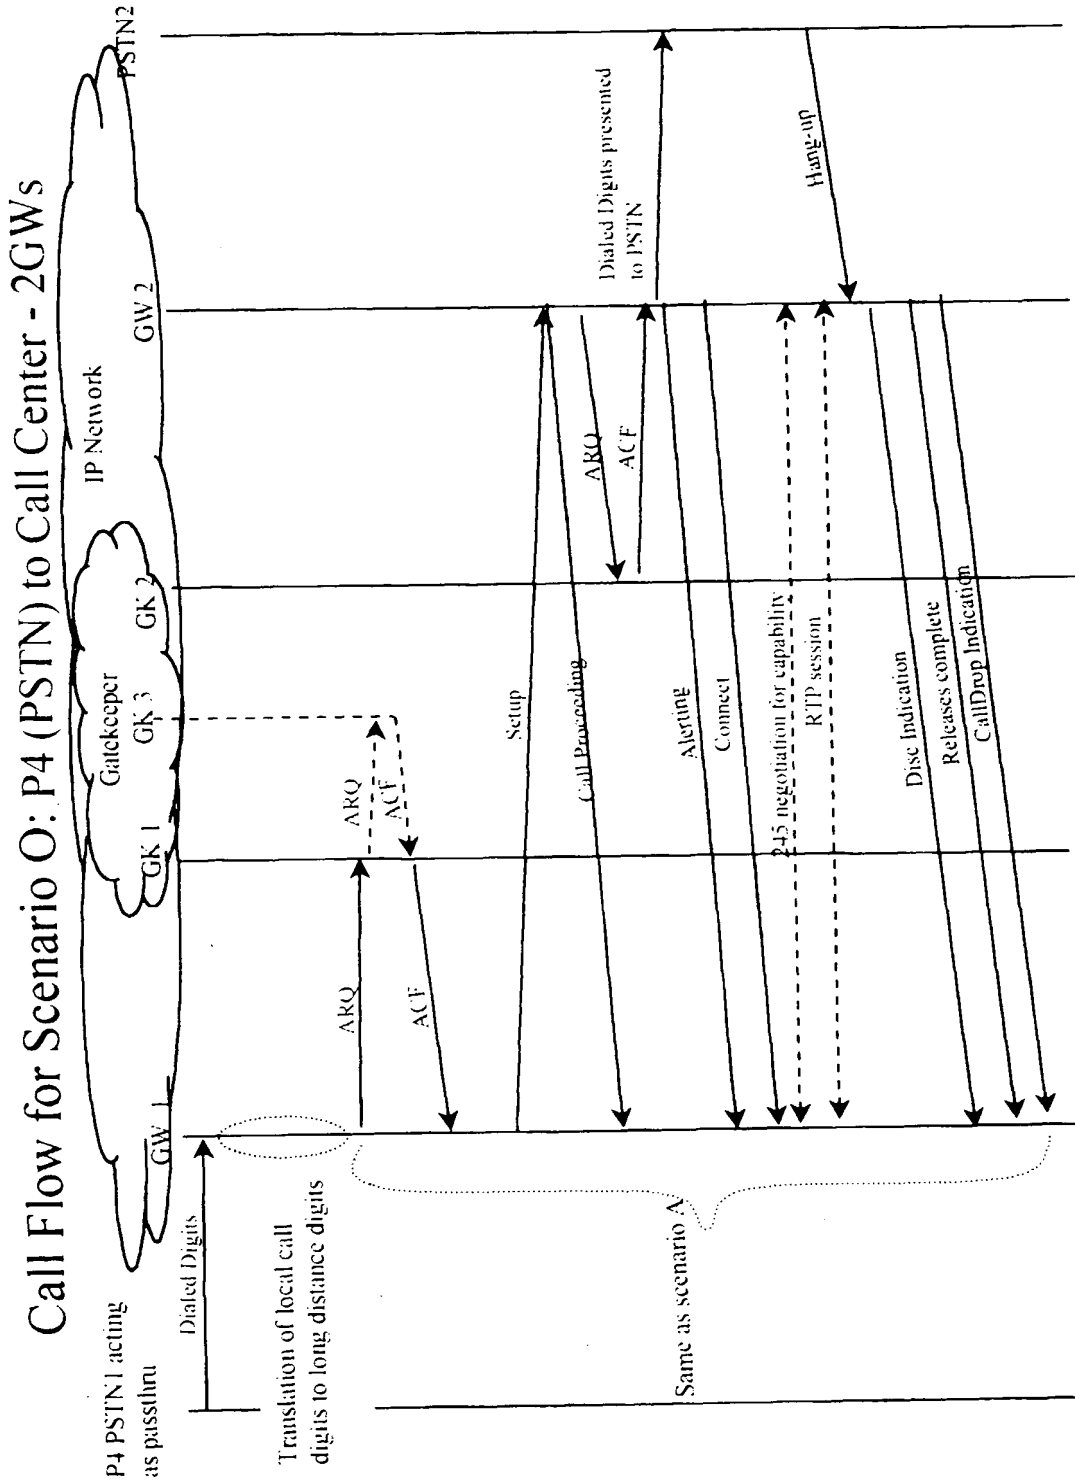 Call Flow for Scenario O: P4 (PSTN) to Call Center - 2GWs
P4 PSTN1 acting
as passthru
GW 1
GK 1
Gatekeeper
GK 3
GK 2
IP Network
GW 2
PSTN2
Dialed Digits
Translation of local call
digits to long distance digits
ARQ
ARQ
ACF
ACF
Setup
Call Proceeding
ARQ
ACF
Dialed Digits presented
to PSTN
Alerting
Connect
245 negotiation for capability
RTP session
Hang-up
Disc Indication
Releases complete
CallDrop Indication
Same as scenario A